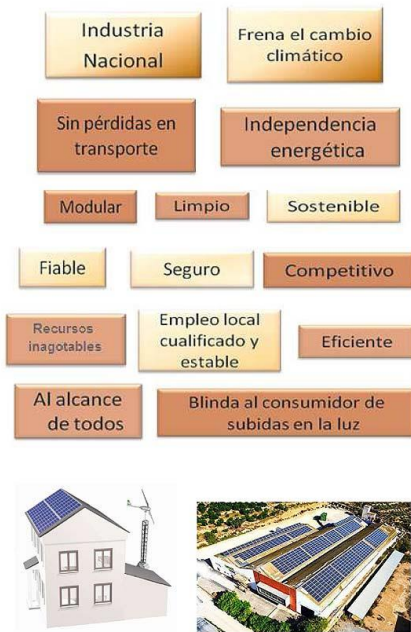 Industria
Nacional
Frena el cambio
climático
Sin pérdidas en
transporte
Independencia
energética
Modular
Limpio
Sostenible
Fiable
Seguro
Competitivo
Recursos
inagotables
Empleo local
cualificado y
estable
Eficiente
Al alcance
de todos
Blinda al consumidor de
subidas en la luz